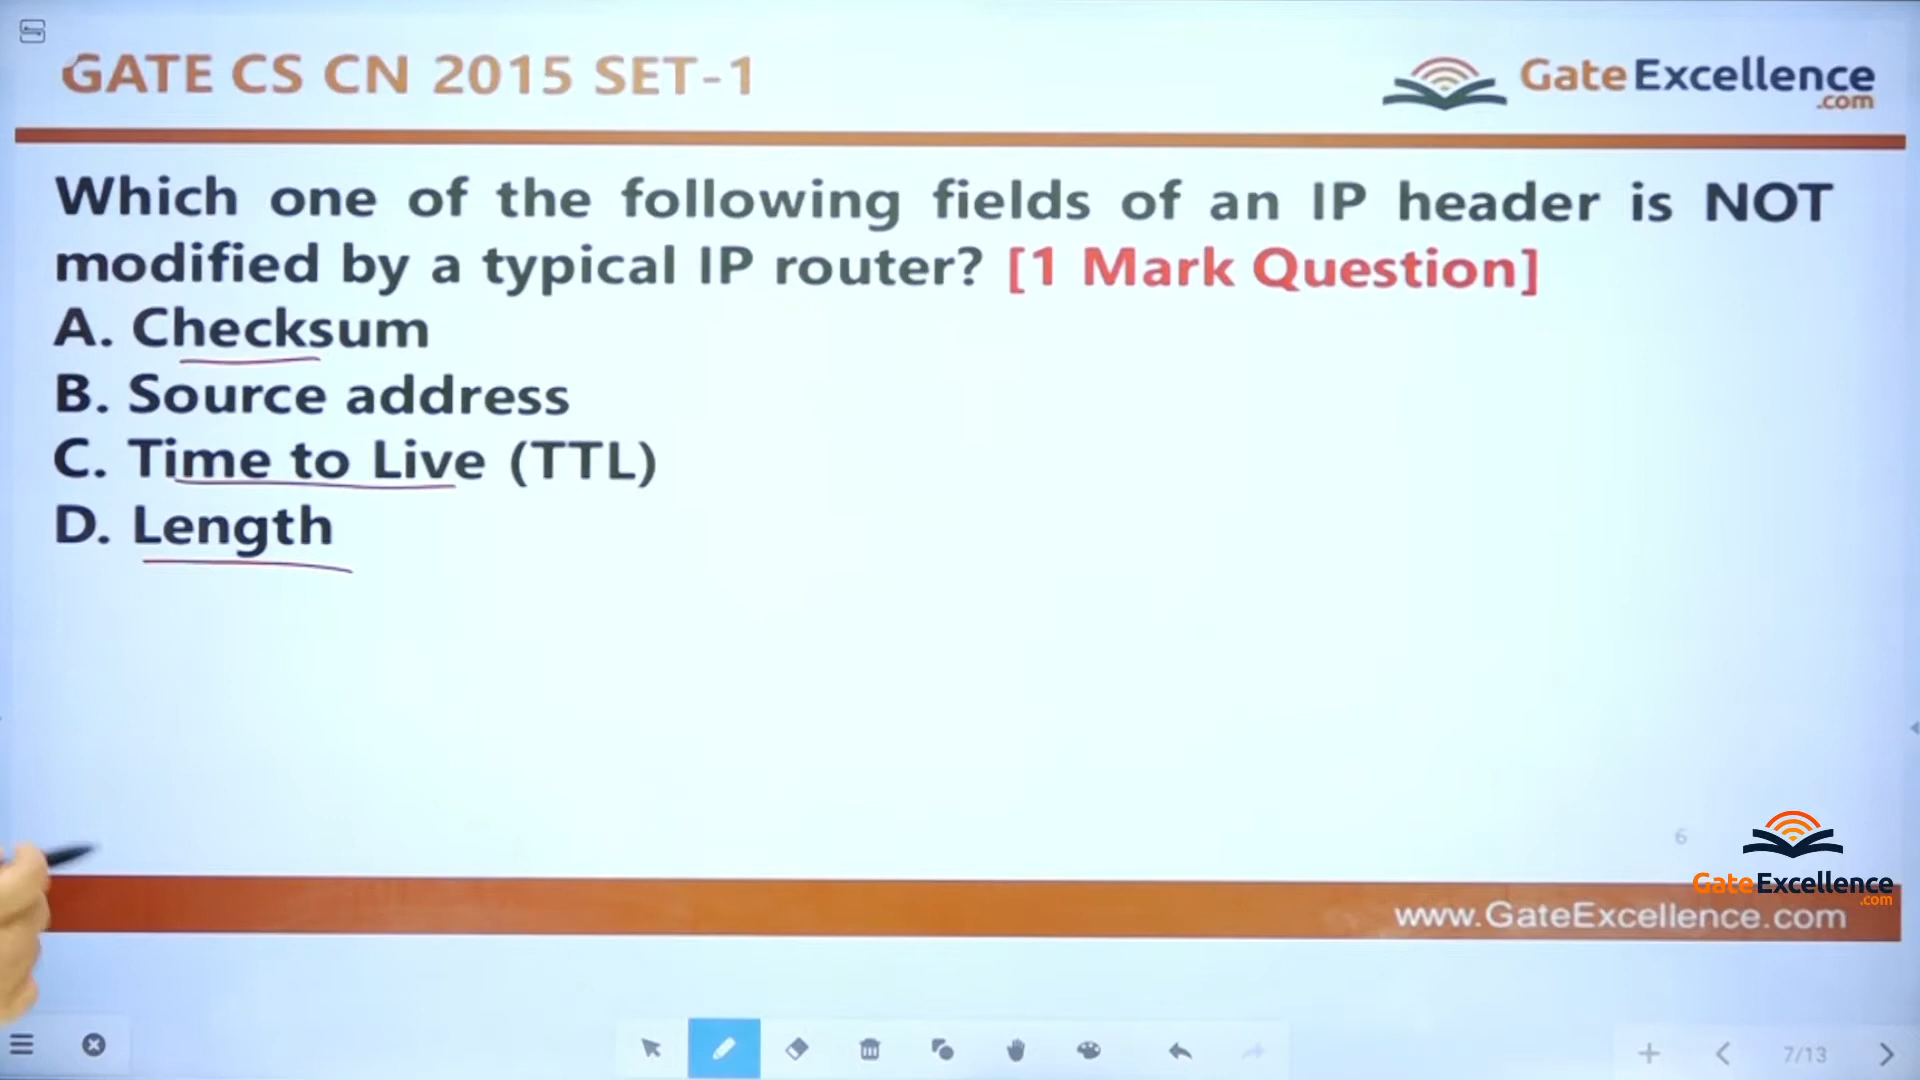 GATE CS CN 2015 SET-1
GateExcellence
.com
Which one of the following fields of an IP header is NOT
modified by a typical IP router? [1 Mark Question]
A. Checksum
B. Source address
C. Time to Live (TTL)
D. Length
6
GateExcellence
.com
www.GateExcellence.com
7/13